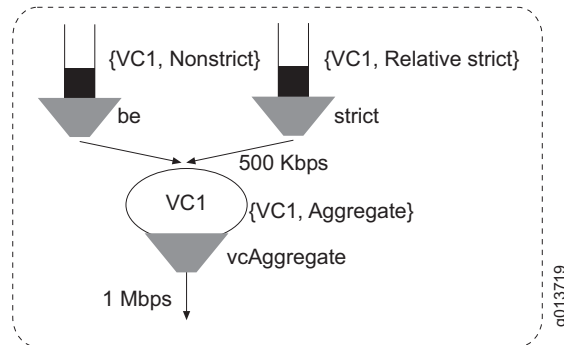 {VC1, Nonstrict}
{VC1, Relative strict}
be
strict
500 Kbps
VC1
{VC1, Aggregate}
vcAggregate
1 Mbps
g013719